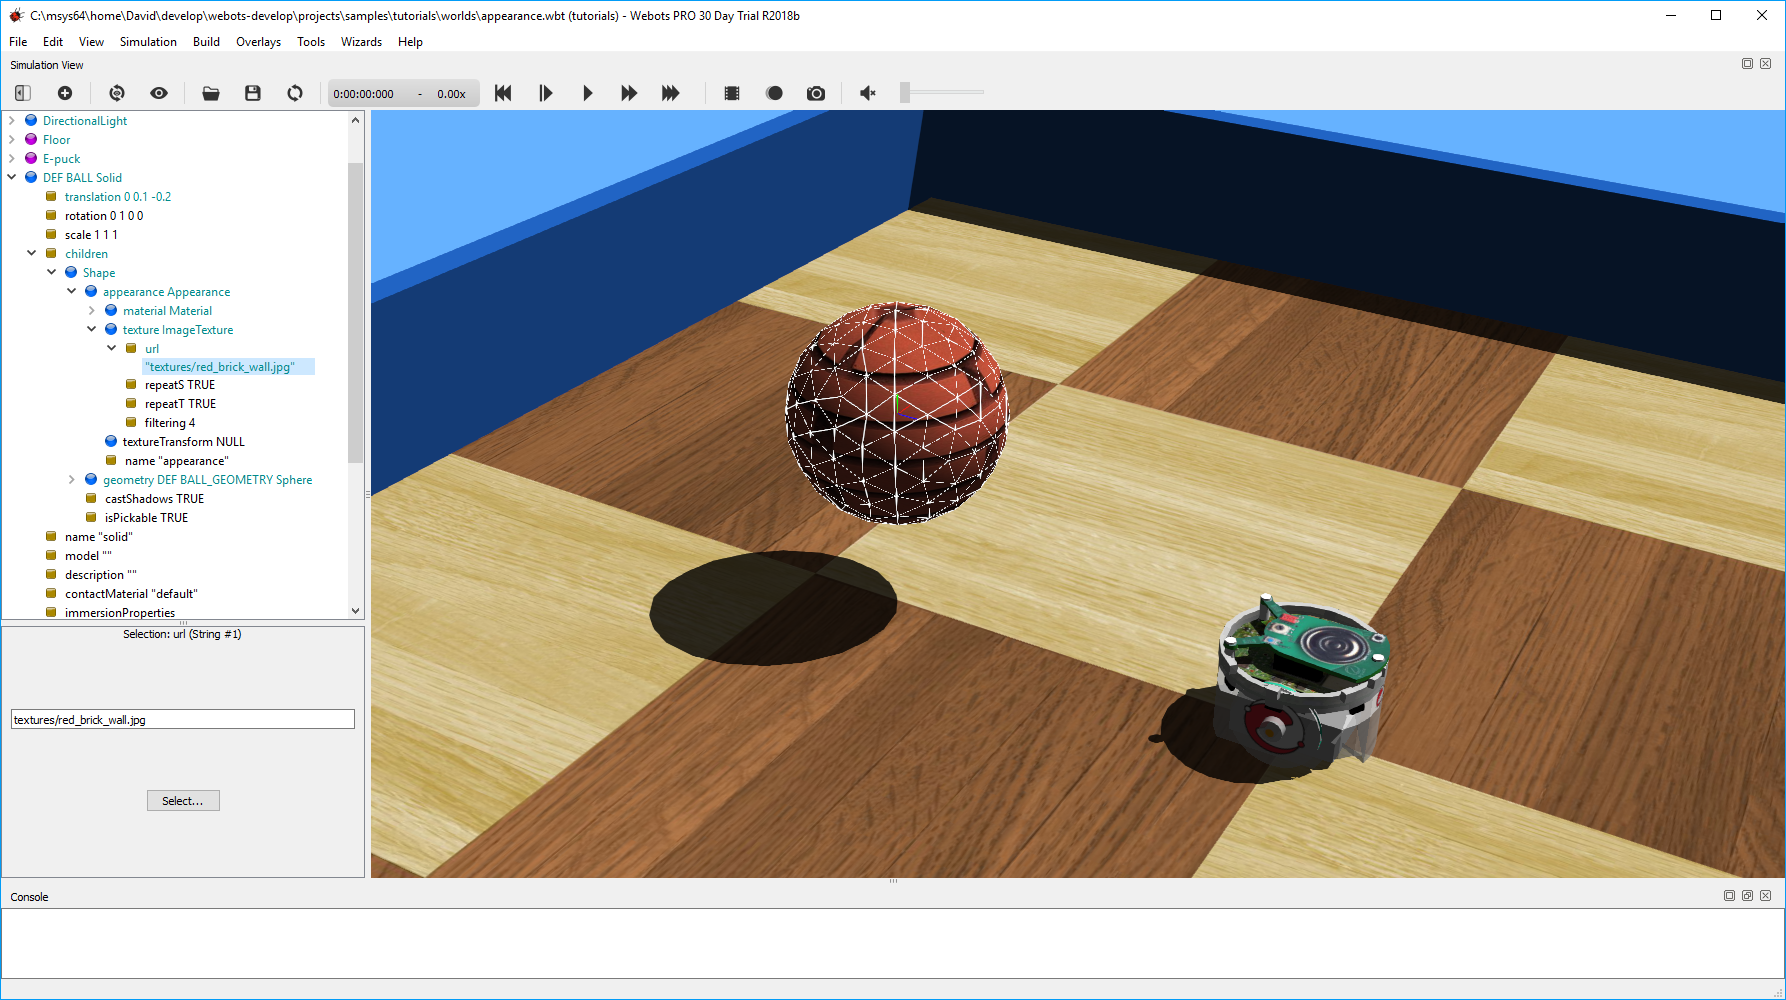 C:\msys64\home\David\develop\webots-develop\projects\samples\tutorials\worlds\appearance.wbt (tutorials) - Webots PRO 30 Day Trial R2018b
File Edit View Simulation Build Overlays Tools Wizards Help
Simulation View
0:00:00:000 - 0.00x
DirectionalLight
Floor
E-puck
DEF BALL Solid
translation 0 0.1 -0.2
rotation 0 1 0 0
scale 1 1 1
children
Shape
appearance Appearance
material Material
texture ImageTexture
url
"textures/red_brick_wall.jpg"
repeatS TRUE
repeatT TRUE
filtering 4
textureTransform NULL
name "appearance"
geometry DEF BALL_GEOMETRY Sphere
castShadows TRUE
isPickable TRUE
name "solid"
model ""
description ""
contactMaterial "default"
immersionProperties
Selection: url (String #1)
textures/red_brick_wall.jpg
Select...
Console